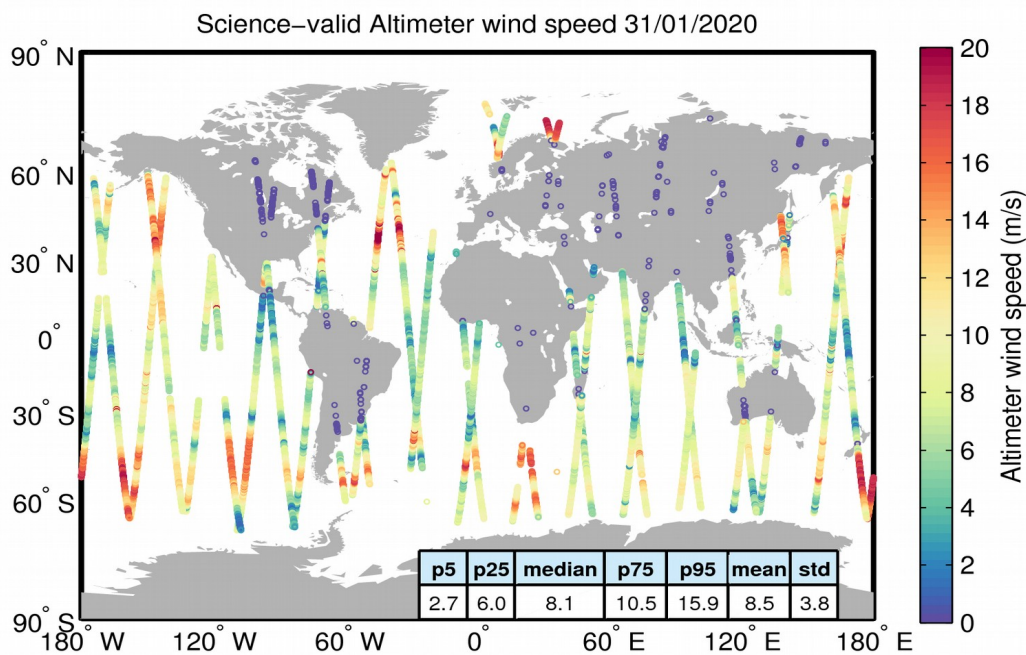 Science−valid Altimeter wind speed 31/01/2020
90° N
60° N
30° N
0°
30° S
60° S
90° S
180° W
120° W
60° W
0°
60° E
120° E
180° E
p5 p25 median p75 p95 mean std
2.7 6.0 8.1 10.5 15.9 8.5 3.8
20
18
16
14
12
10
8
6
4
2
0
Altimeter wind speed (m/s)